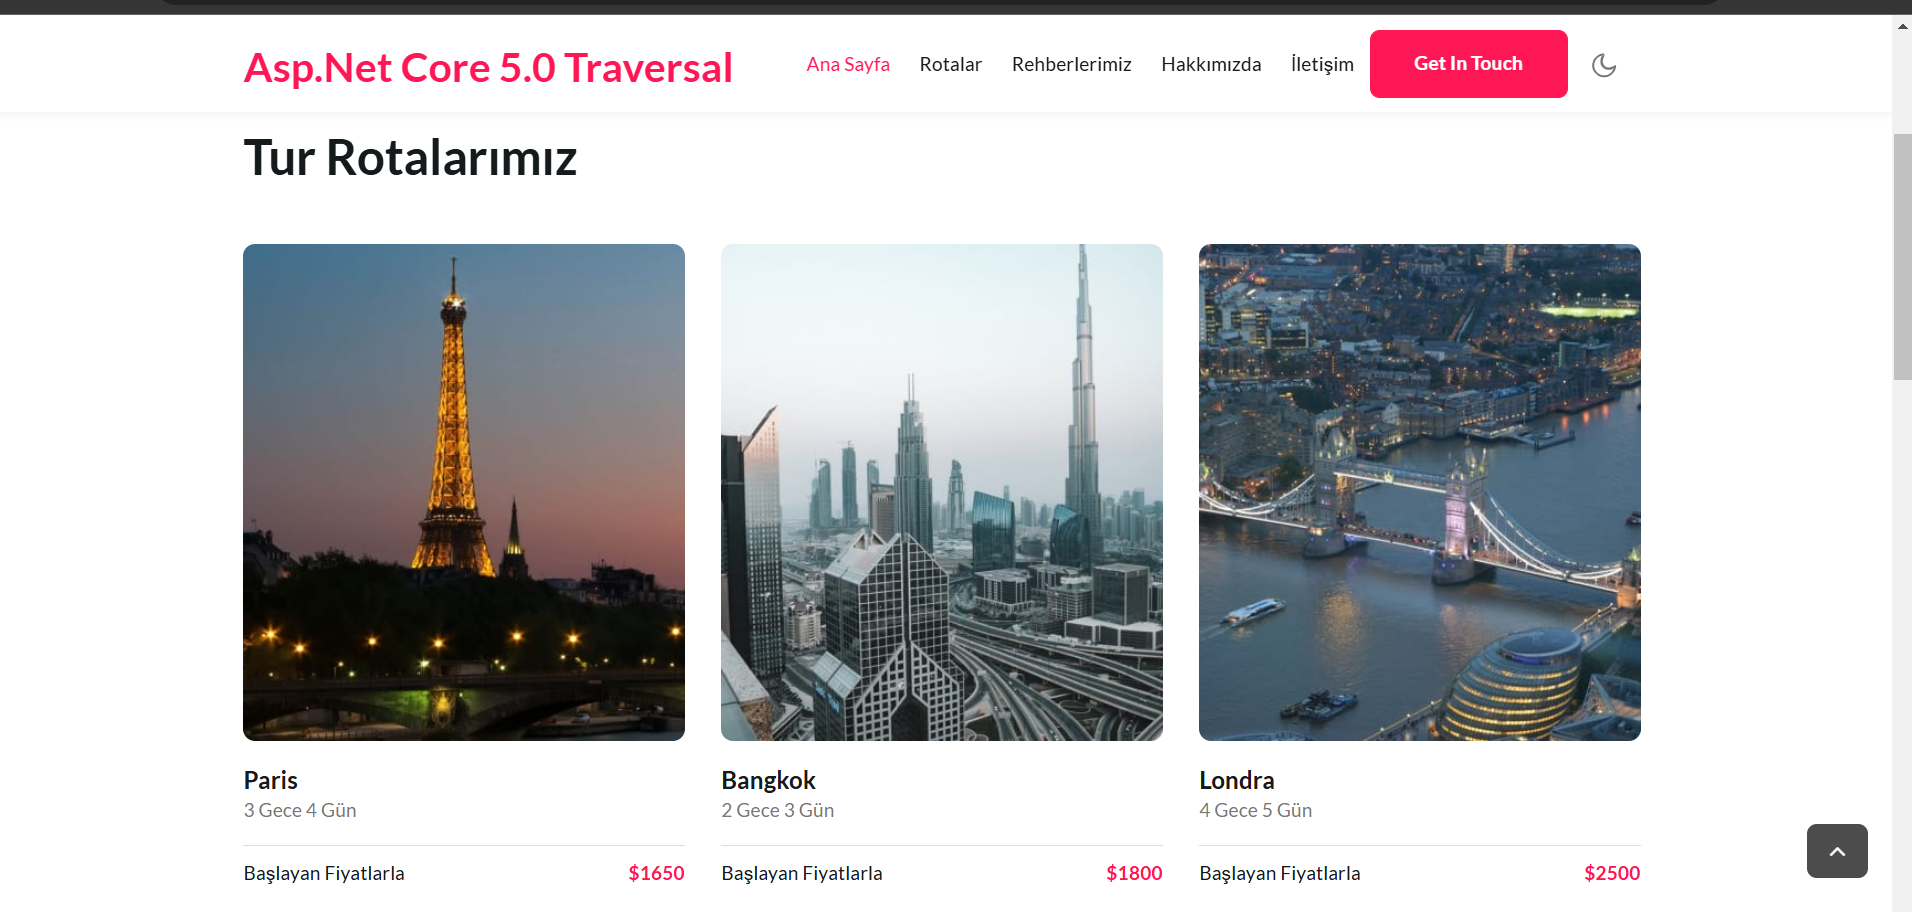 Asp.Net Core 5.0 Traversal
Ana Sayfa
Rotalar
Rehberlerimiz
Hakkımızda
İletişim
Get In Touch
Tur Rotalarımız
Paris
3 Gece 4 Gün
Başlayan Fiyatlarla
$1650
Bangkok
2 Gece 3 Gün
Başlayan Fiyatlarla
$1800
Londra
4 Gece 5 Gün
Başlayan Fiyatlarla
$2500